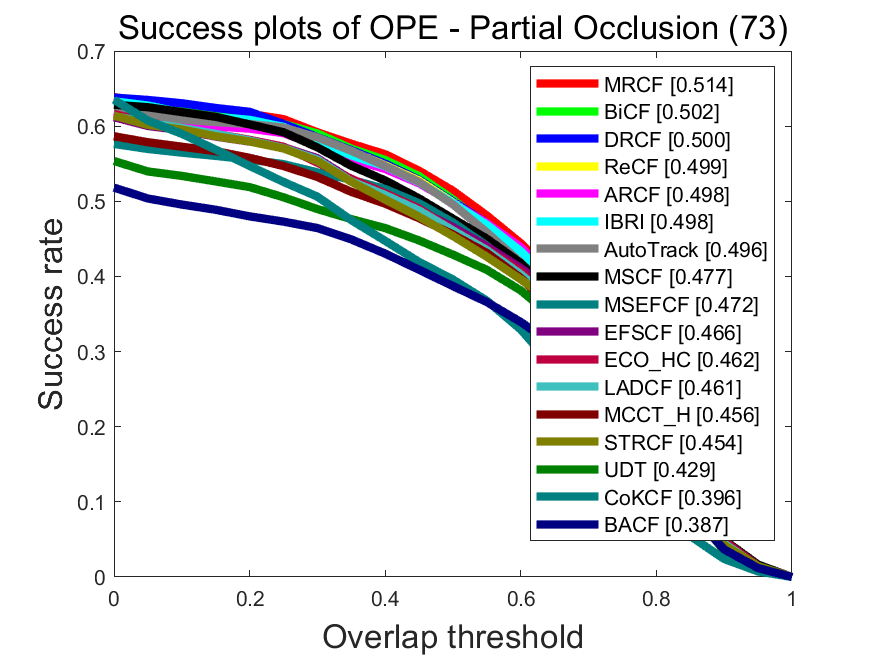 Success plots of OPE - Partial Occlusion (73)
0.7
0.6
0.5
0.4
0.3
0.2
0.1
0
Success rate
MRCF [0.514]
BiCF [0.502]
DRCF [0.500]
ReCF [0.499]
ARCF [0.498]
IBRI [0.498]
AutoTrack [0.496]
MSCF [0.477]
MSEFCF [0.472]
EFSCF [0.466]
ECO_HC [0.462]
LADCF [0.461]
MCCT_H [0.456]
STRCF [0.454]
UDT [0.429]
CoKCF [0.396]
BACF [0.387]
0 0.2 0.4 0.6 0.8 1
Overlap threshold